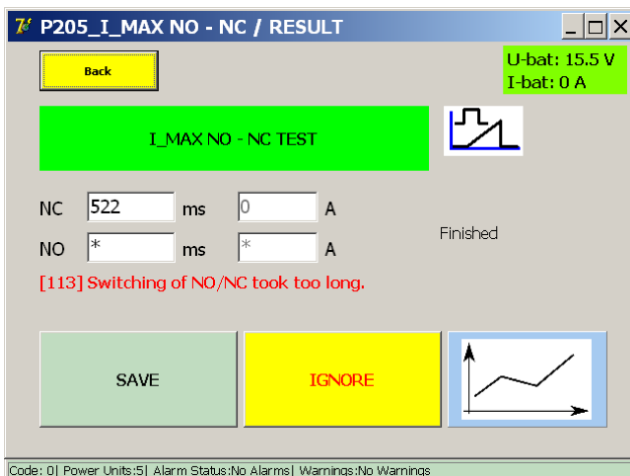 P205_I_MAX NO - NC / RESULT
Back
U-bat: 15.5 V
I-bat: 0 A
I_MAX NO - NC TEST
NC 522 ms 0 A
NO * ms * A
Finished
[113] Switching of NO/NC took too long.
SAVE
IGNORE
Code: 0| Power Units:5| Alarm Status:No Alarms| Warnings:No Warnings